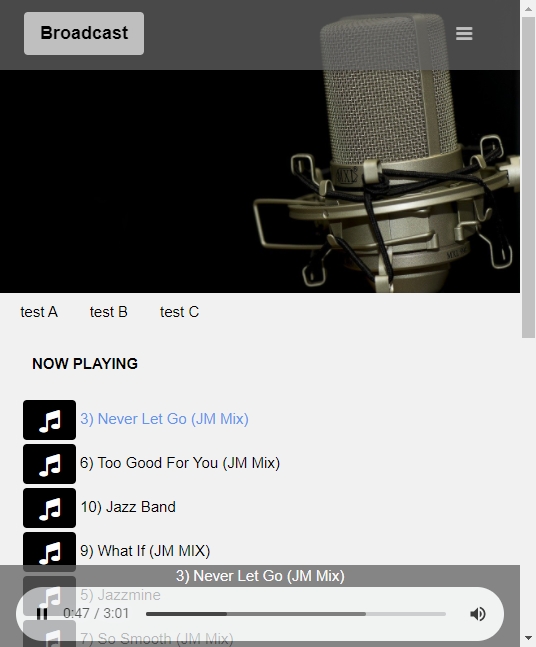 Broadcast
MXL
test A test B test C
NOW PLAYING
3) Never Let Go (JM Mix)
6) Too Good For You (JM Mix)
10) Jazz Band
9) What If (JM MIX)
3) Never Let Go (JM Mix)
5) Jazzmine
0:47 / 3:01
7) So Smooth (JM Mix)